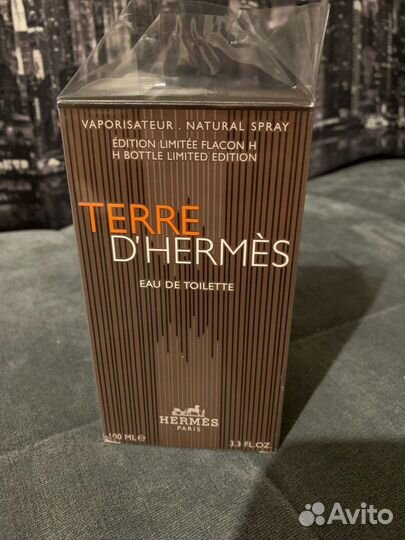 VAPORISATEUR . NATURAL SPRAY
ÉDITION LIMITÉE FLACON H
H BOTTLE LIMITED EDITION
TERRE
D'HERMÈS
EAU DE TOILETTE
HERMÈS
PARIS
100 ML℮ 3.3 FL.OZ
Avito